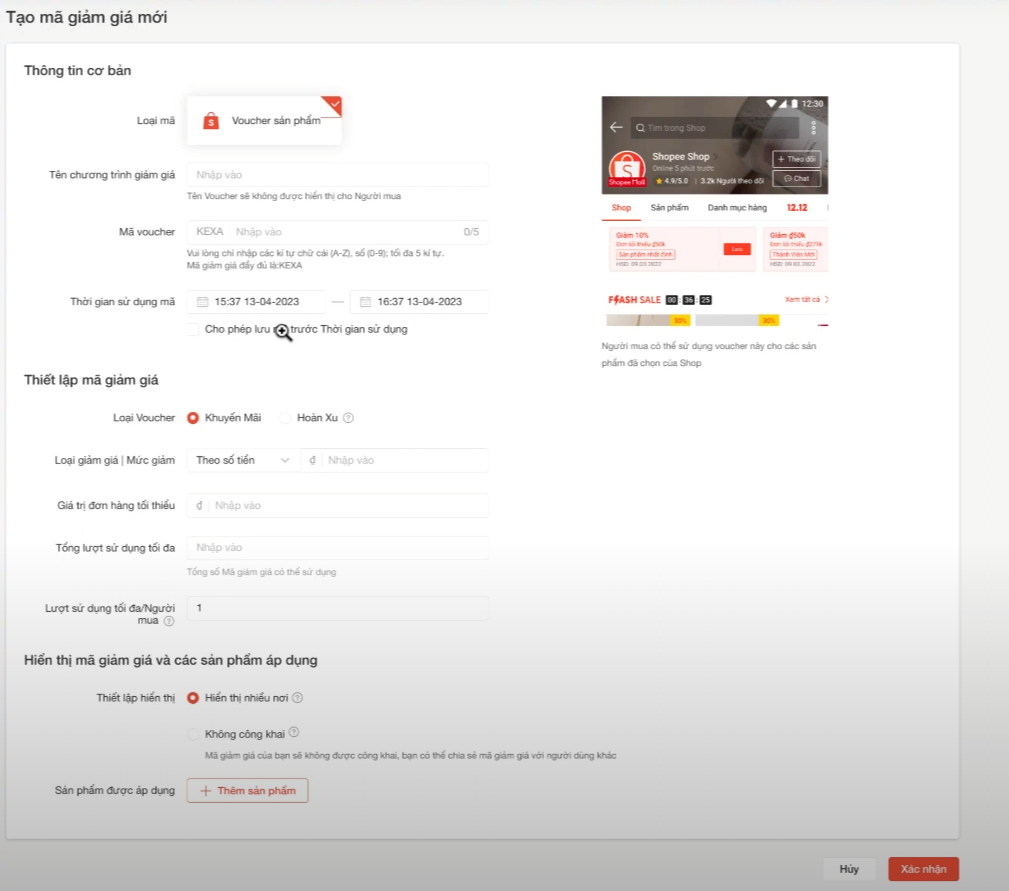 Tạo mã giảm giá mới
Thông tin cơ bản
Loại mã
Voucher sản phẩm
Tên chương trình giảm giá
Nhập vào
Tên Voucher sẽ không được hiển thị cho Người mua
Mã voucher
KEXA Nhập vào 0/5
Vui lòng chỉ nhập các kí tự chữ cái (A-Z), số (0-9); tối đa 5 kí tự.
Mã giảm giá đầy đủ là:KEXA
Thời gian sử dụng mã
15:37 13-04-2023 — 16:37 13-04-2023
Cho phép lưu trước Thời gian sử dụng
Thiết lập mã giảm giá
Loại Voucher
Khuyến Mãi
Hoàn Xu
Loại giảm giá | Mức giảm
Theo số tiền
₫ Nhập vào
Giá trị đơn hàng tối thiểu
₫ Nhập vào
Tổng lượt sử dụng tối đa
Nhập vào
Tổng số Mã giảm giá có thể sử dụng
Lượt sử dụng tối đa/Người
mua
1
Hiển thị mã giảm giá và các sản phẩm áp dụng
Thiết lập hiển thị
Hiển thị nhiều nơi
Không công khai
Mã giảm giá của bạn sẽ không được công khai, bạn có thể chia sẻ mã giảm giá với người dùng khác
Sản phẩm được áp dụng
+ Thêm sản phẩm
12:30
Tìm trong Shop
Shopee Shop
Online 5 phút trước
Shopee Mall
4.9/5.0 | 3.2k Người theo dõi
+ Theo dõi
Chat
Shop
Sản phẩm
Danh mục hàng
12.12
Giảm 10%
Đơn tối thiểu ₫50k
Sản phẩm nhất định
HSD: 09.03.2022
Lưu
Giảm ₫50k
Đơn tối thiểu ₫279k
Thành Viên Mới
FLASH SALE 00 : 36 : 25
Xem tất cả
30%
30%
Người mua có thể sử dụng voucher này cho các sản
phẩm đã chọn của Shop
Hủy
Xác nhận